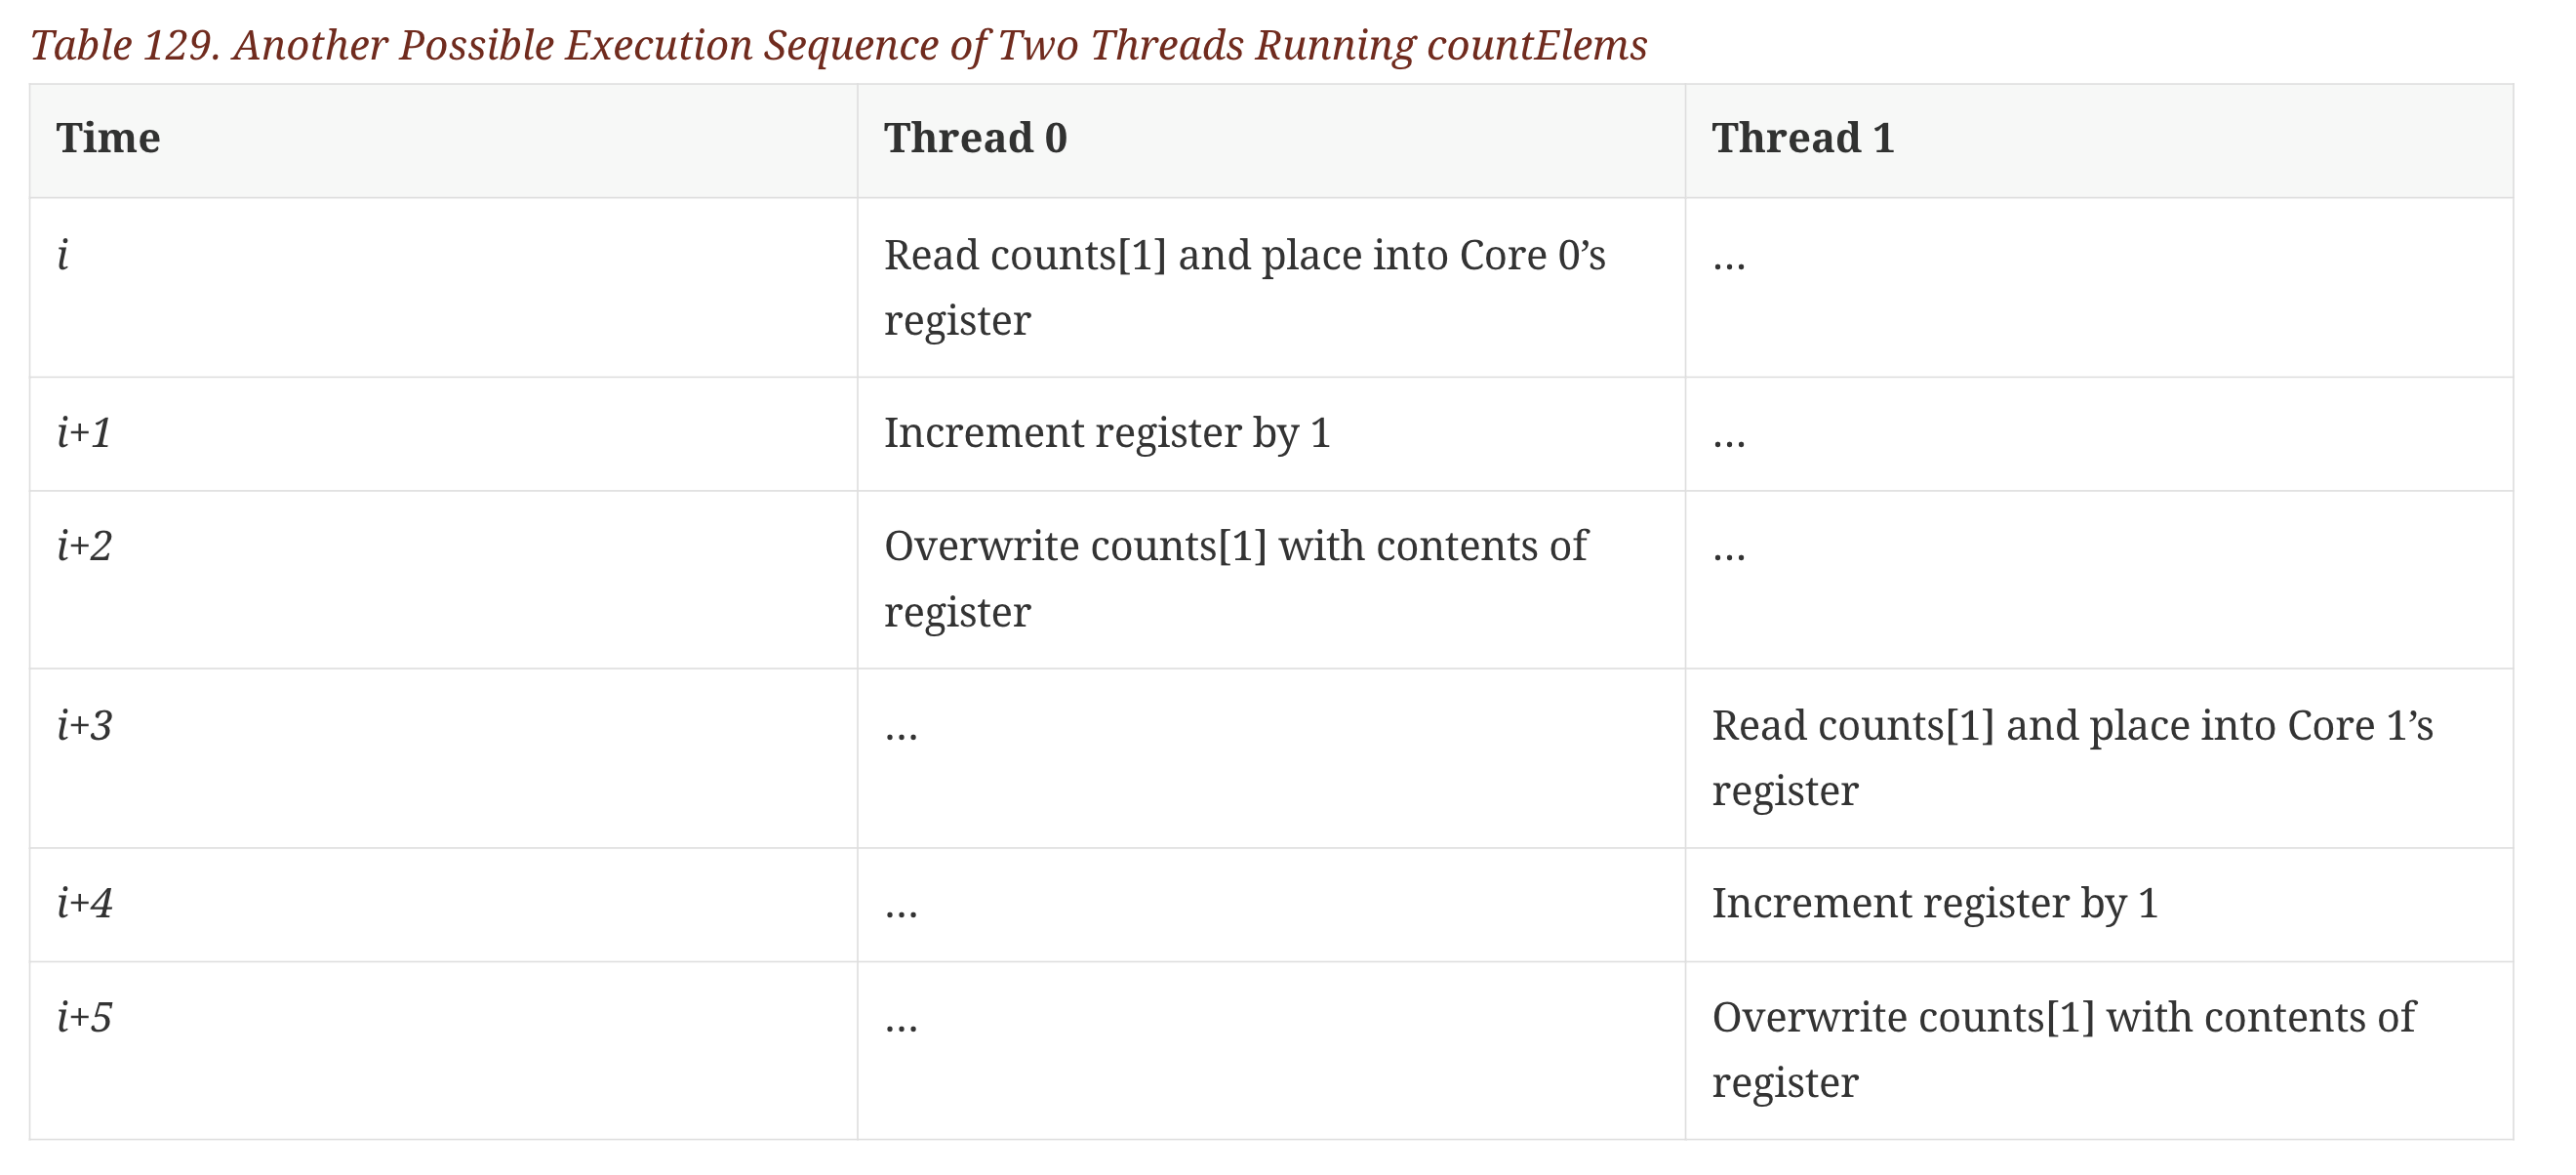 Table 129. Another Possible Execution Sequence of Two Threads Running countElems
Time Thread 0 Thread 1
i Read counts[1] and place into Core 0’s …
register
i+1 Increment register by 1 …
i+2 Overwrite counts[1] with contents of …
register
i+3 … Read counts[1] and place into Core 1’s
register
i+4 … Increment register by 1
i+5 … Overwrite counts[1] with contents of
register